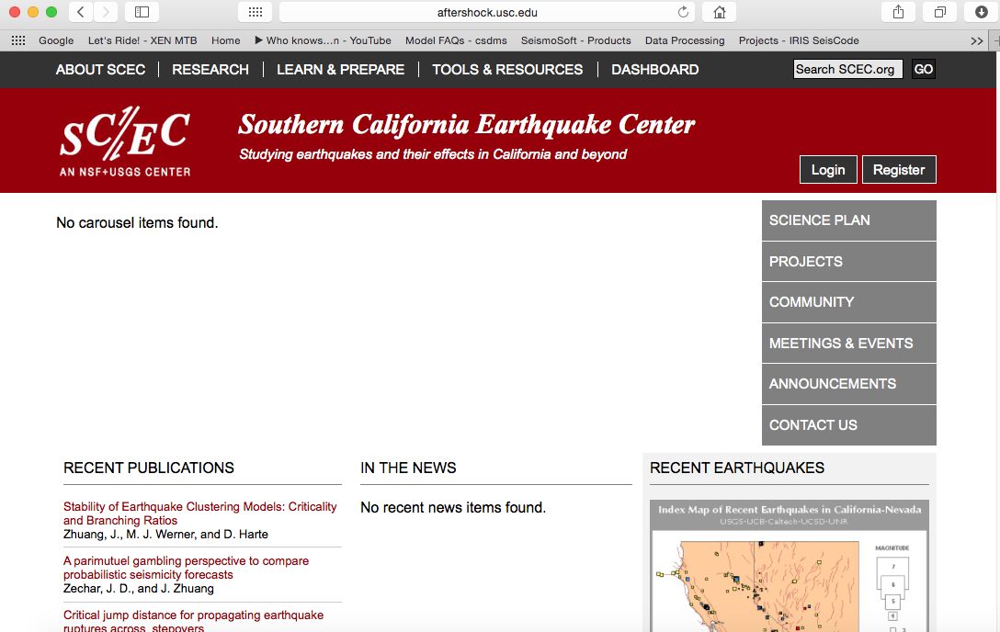 aftershock.usc.edu
Google Let's Ride! - XEN MTB Home ▶ Who knows…n - YouTube Model FAQs - csdms SeismoSoft - Products Data Processing Projects - IRIS SeisCode >>
ABOUT SCEC RESEARCH LEARN & PREPARE TOOLS & RESOURCES DASHBOARD Search SCEC.org GO
SC/EC
AN NSF+USGS CENTER
Southern California Earthquake Center
Studying earthquakes and their effects in California and beyond
Login Register
No carousel items found.
SCIENCE PLAN
PROJECTS
COMMUNITY
MEETINGS & EVENTS
ANNOUNCEMENTS
CONTACT US
RECENT PUBLICATIONS
Stability of Earthquake Clustering Models: Criticality
and Branching Ratios
Zhuang, J., M. J. Werner, and D. Harte
A parimutuel gambling perspective to compare
probabilistic seismicity forecasts
Zechar, J. D., and J. Zhuang
Critical jump distance for propagating earthquake
ruptures across stepovers
IN THE NEWS
No recent news items found.
RECENT EARTHQUAKES
Index Map of Recent Earthquakes in California-Nevada
USGS-UCB-Caltech-UCSD-UNR
MAGNITUDE
7
6
5
4
3